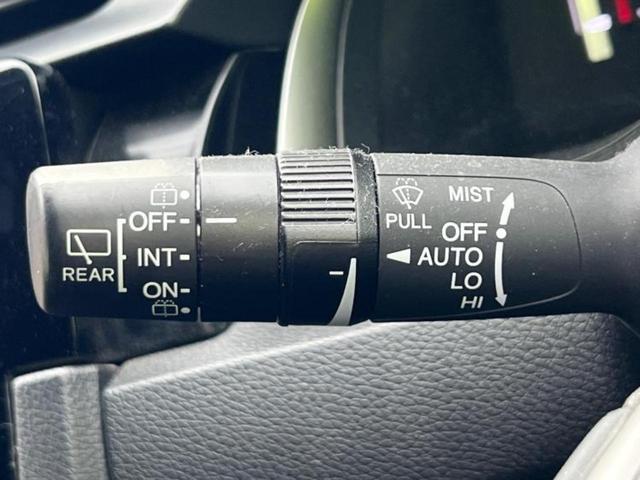 OFF
INT
ON
REAR
PULL
MIST
OFF
AUTO
LO
HI